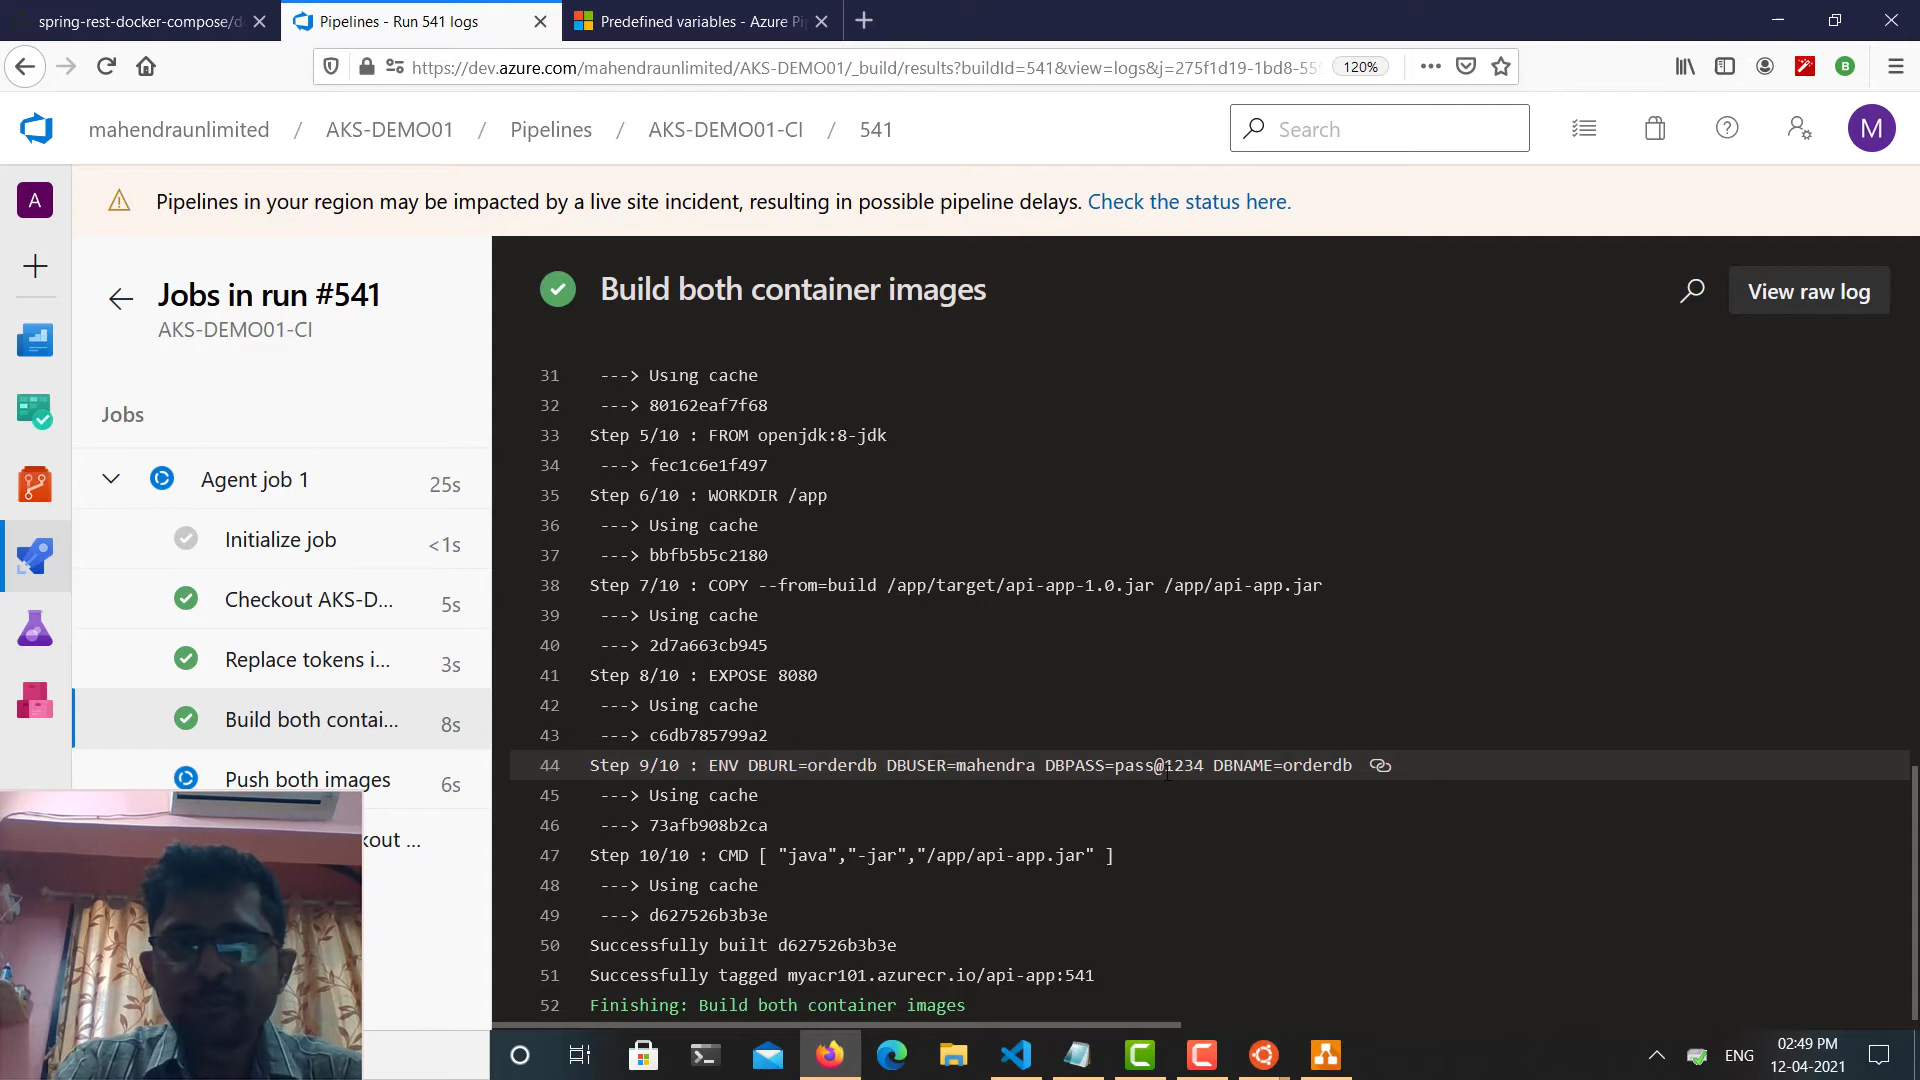 spring-rest-docker-compose/d
Pipelines - Run 541 logs
Predefined variables - Azure Pi
https://dev.azure.com/mahendraunlimited/AKS-DEMO01/_build/results?buildId=541&view=logs&j=275f1d19-1bd8-55
120%
B
mahendraunlimited / AKS-DEMO01 / Pipelines / AKS-DEMO01-CI / 541
Search
M
A
Pipelines in your region may be impacted by a live site incident, resulting in possible pipeline delays. Check the status here.
Jobs in run #541
AKS-DEMO01-CI
Jobs
Agent job 1 25s
Initialize job <1s
Checkout AKS-D... 5s
Replace tokens i... 3s
Build both contai... 8s
Push both images 6s
kout ...
Build both container images
View raw log
31 ---> Using cache
32 ---> 80162eaf7f68
33 Step 5/10 : FROM openjdk:8-jdk
34 ---> fec1c6e1f497
35 Step 6/10 : WORKDIR /app
36 ---> Using cache
37 ---> bbfb5b5c2180
38 Step 7/10 : COPY --from=build /app/target/api-app-1.0.jar /app/api-app.jar
39 ---> Using cache
40 ---> 2d7a663cb945
41 Step 8/10 : EXPOSE 8080
42 ---> Using cache
43 ---> c6db785799a2
44 Step 9/10 : ENV DBURL=orderdb DBUSER=mahendra DBPASS=pass@1234 DBNAME=orderdb
45 ---> Using cache
46 ---> 73afb908b2ca
47 Step 10/10 : CMD [ "java","-jar","/app/api-app.jar" ]
48 ---> Using cache
49 ---> d627526b3b3e
50 Successfully built d627526b3b3e
51 Successfully tagged myacr101.azurecr.io/api-app:541
52 Finishing: Build both container images
ENG
02:49 PM
12-04-2021